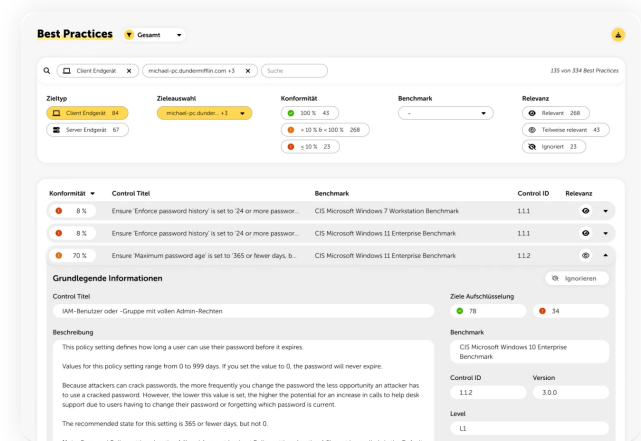 Best Practices Gesamt
Client Endgerät X michael-pc.dundermifflin.com +3 X Suche 135 von 334 Best Practices
Zieltyp Zieleauswahl Konformität Benchmark Relevanz
Client Endgerät 84 michael-pc.dunder... +3 100 % 43 - Relevant 268
Server Endgerät 67 > 10 % b < 100 % 268 Teilweise relevant 43
≤ 10 % 23 Ignoriert 23
Konformität Control Titel Benchmark Control ID Relevanz
8 % Ensure 'Enforce password history' is set to '24 or more passwor... CIS Microsoft Windows 7 Workstation Benchmark 1.1.1
8 % Ensure 'Enforce password history' is set to '24 or more passwor... CIS Microsoft Windows 11 Enterprise Benchmark 1.1.1
70 % Ensure 'Maximum password age' is set to '365 or fewer days, b... CIS Microsoft Windows 11 Enterprise Benchmark 1.1.2
Grundlegende Informationen Ignorieren
Control Titel Ziele Aufschlüsselung
IAM-Benutzer oder -Gruppe mit vollen Admin-Rechten 78 34
Beschreibung Benchmark
This policy setting defines how long a user can use their password before it expires.
CIS Microsoft Windows 10 Enterprise
Benchmark
Values for this policy setting range from 0 to 999 days. If you set the value to 0, the password will never expire.
Control ID Version
Because attackers can crack passwords, the more frequently you change the password the less opportunity an attacker has
to use a cracked password. However, the lower this value is set, the higher the potential for an increase in calls to help desk
support due to users having to change their password or forgetting which password is current.
1.1.2 3.0.0
Level
The recommended state for this setting is 365 or fewer days, but not 0.
L1